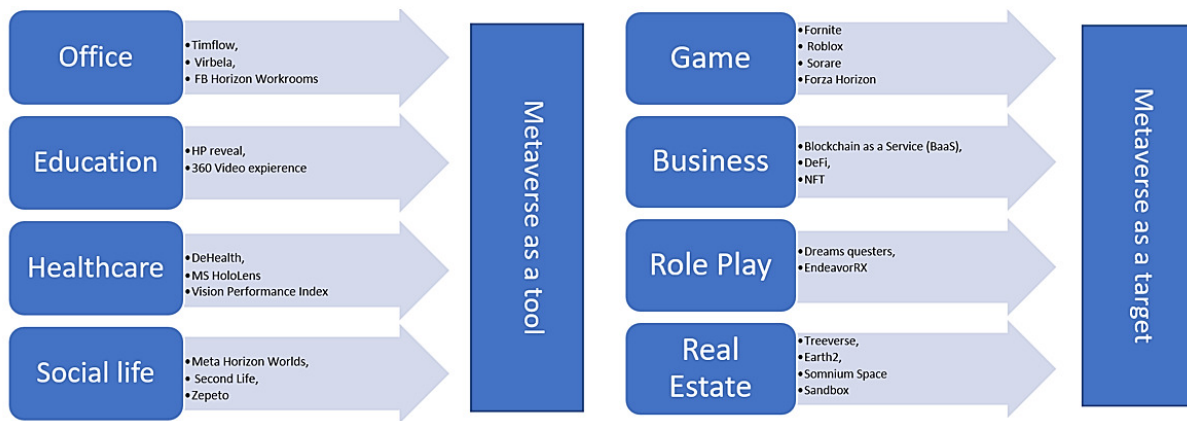 Office
•Timflow,
• Virbela,
• FB Horizon Workrooms
Education
•HP reveal,
•360 Video expierence
Healthcare
•DeHealth,
•MS HoloLens
•Vision Performance Index
Social life
•Meta Horizon Worlds,
• Second Life,
•Zepeto
Metaverse as a tool
Game
•Fornite
• Roblox
• Sorare
•Forza Horizon
Business
•Blockchain as a Service (BaaS),
•DeFi,
•NFT
Role Play
•Dreams questers,
•EndeavorRX
Real
Estate
•Treeverse,
•Earth2,
•Somnium Space
•Sandbox
Metaverse as a target